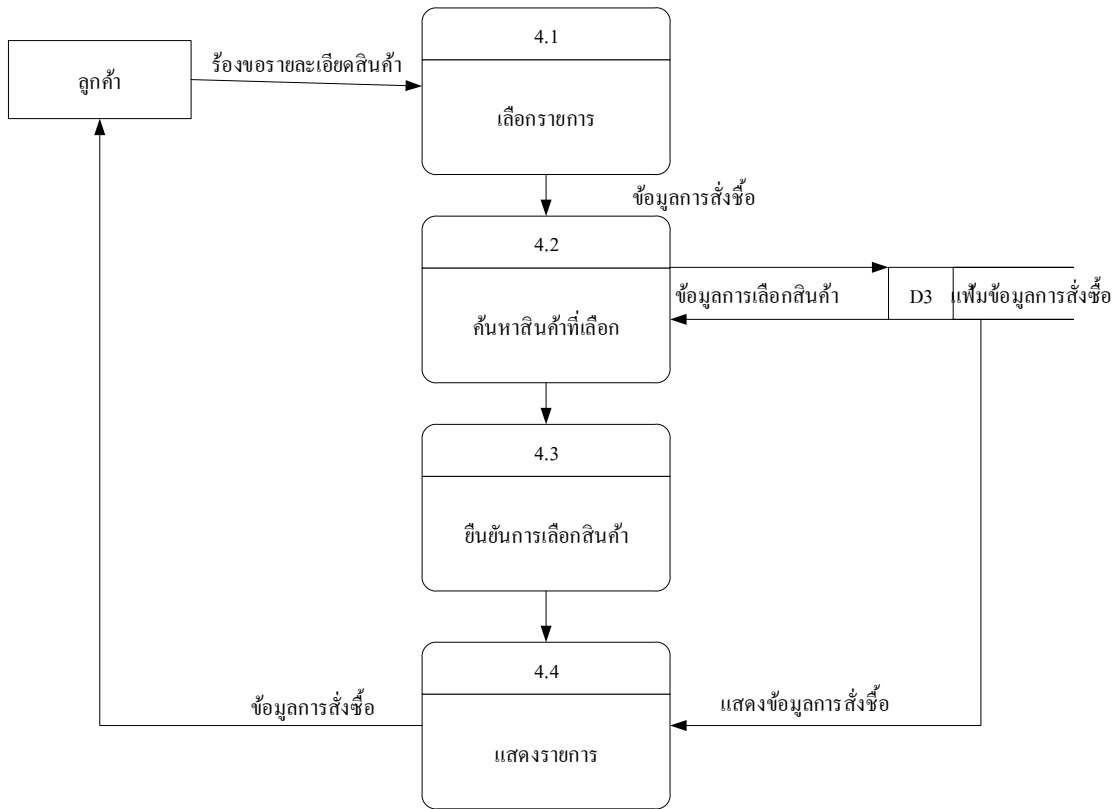 4.1
ร้องขอรายละเอียดสินค้า
ลูกค้า
เลือกรายการ
ข้อมูลการสั่งชื้อ
4.2
ข้อมูลการเลือกสินค้า
D3
แฟ้มข้อมูลการสั่งซื้อ
ค้นหาสินค้าที่เลือก
4.3
ยืนยันการเลือกสินค้า
4.4
ข้อมูลการสั่งซื้อ
แสดงข้อมูลการสั่งชื้อ
แสดงรายการ